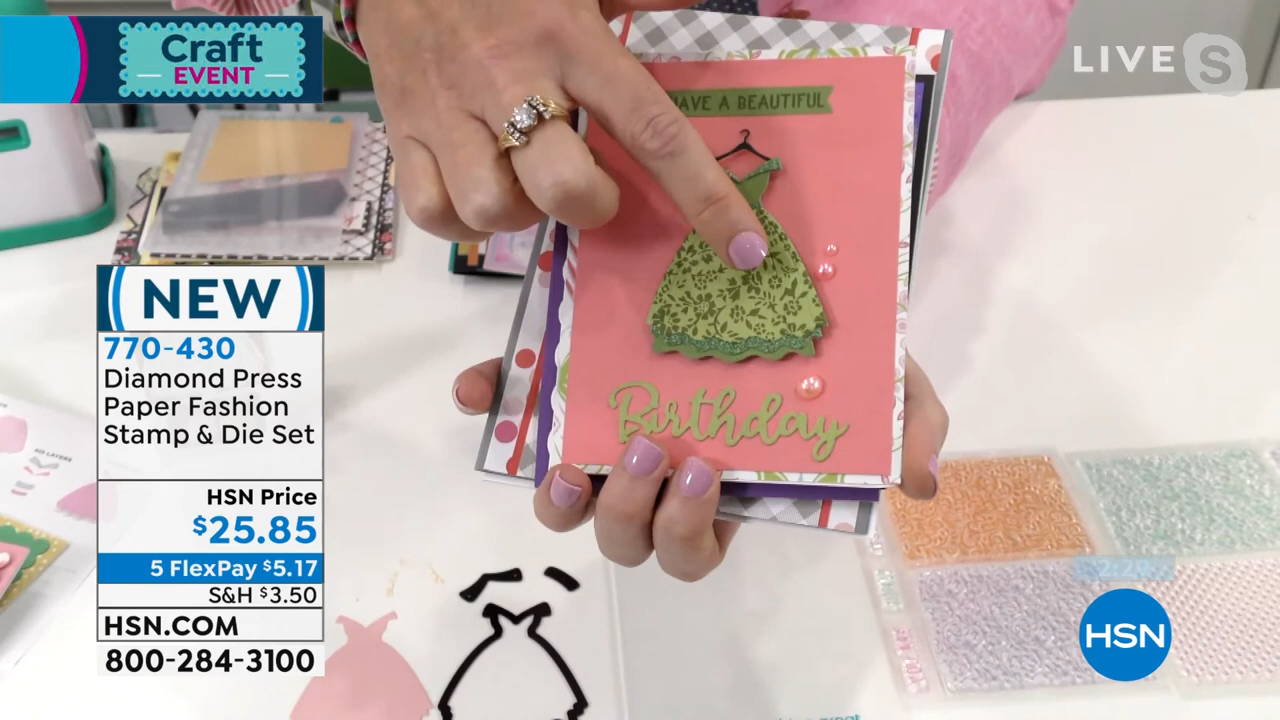 Craft
EVENT
LIVE S
HAVE A BEAUTIFUL
NEW
770-430
Diamond Press
Paper Fashion
Stamp & Die Set
HSN Price
$25.85
5 FlexPay $5.17
S&H $3.50
HSN.COM
800-284-3100
Birthday
HSN